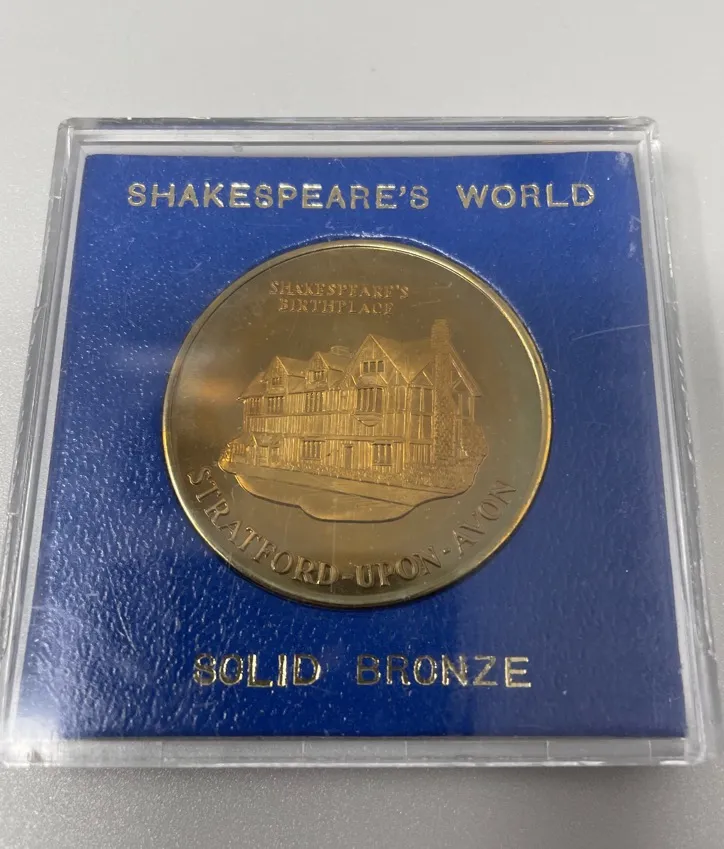 SHAKESPEARE'S WORLD
SHAKESPEARE'S
BIRTHPLACE
STRATFORD-UPON-AVON
SOLID BRONZE